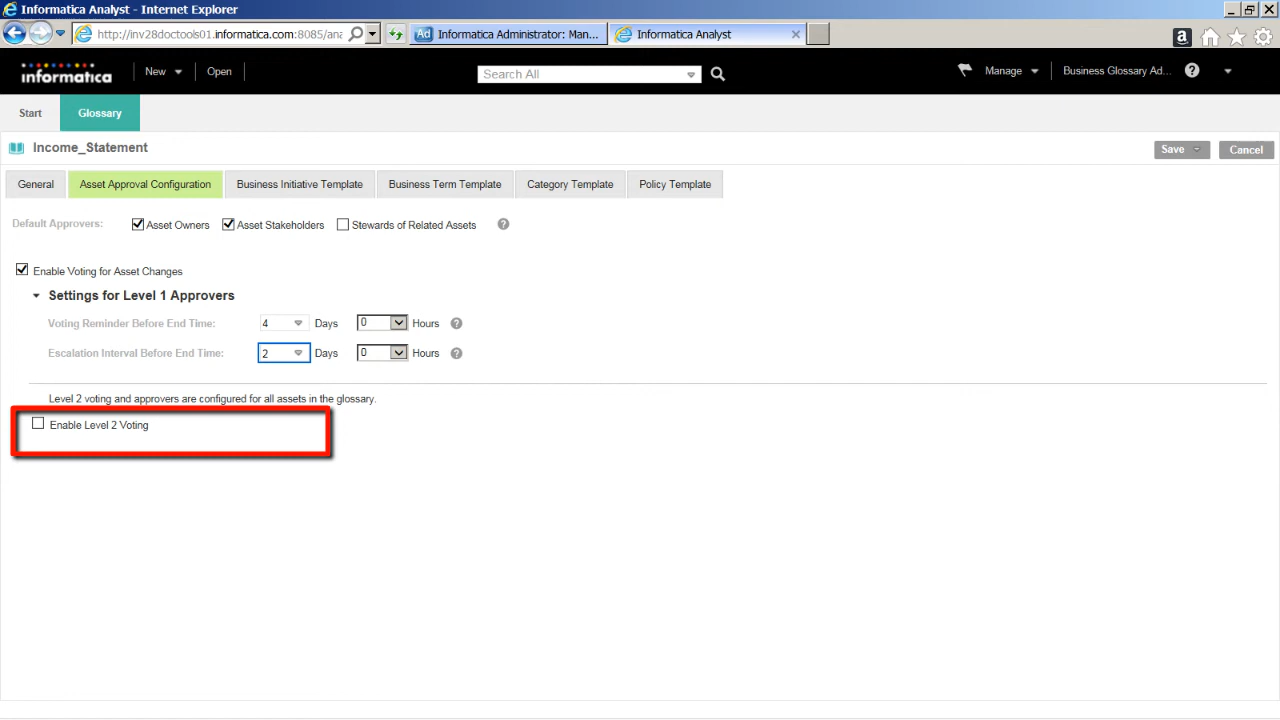 Informatica Analyst - Internet Explorer
http://inv28doctools01.informatica.com:8085/ana
Ad Informatica Administrator: Man...
Informatica Analyst
a
informatica
New
Open
Search All
Manage
Business Glossary Ad...
?
Start
Glossary
Income_Statement
Save
Cancel
General
Asset Approval Configuration
Business Initiative Template
Business Term Template
Category Template
Policy Template
Default Approvers: Asset Owners Asset Stakeholders Stewards of Related Assets ?
Enable Voting for Asset Changes
Settings for Level 1 Approvers
Voting Reminder Before End Time: 4 Days 0 Hours ?
Escalation Interval Before End Time: 2 Days 0 Hours ?
Level 2 voting and approvers are configured for all assets in the glossary.
Enable Level 2 Voting